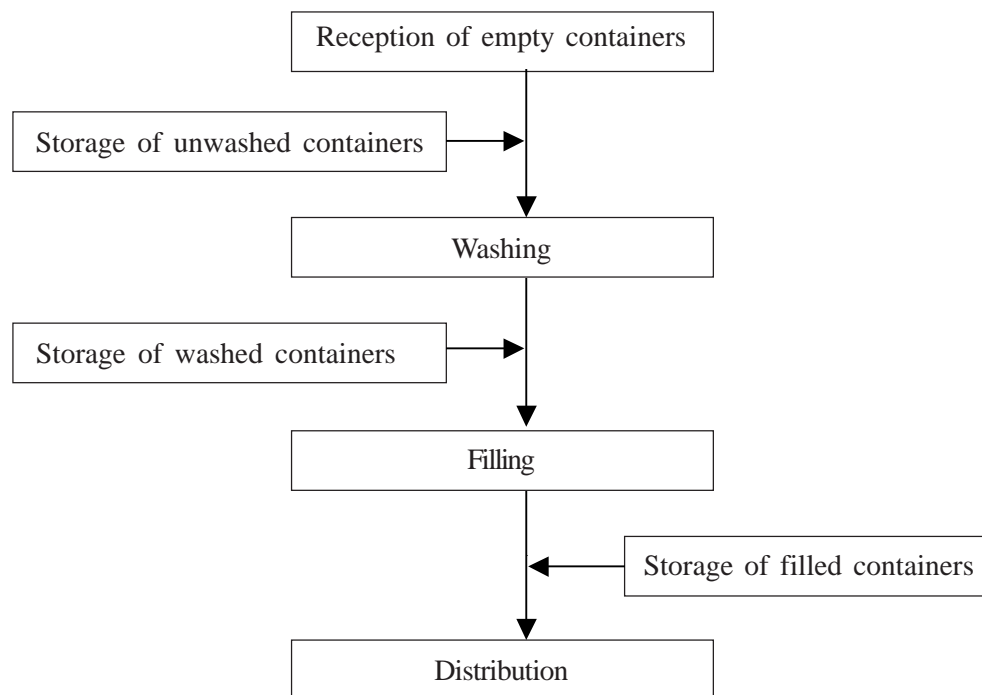 Reception of empty containers
Storage of unwashed containers
Washing
Storage of washed containers
Filling
Storage of filled containers
Distribution